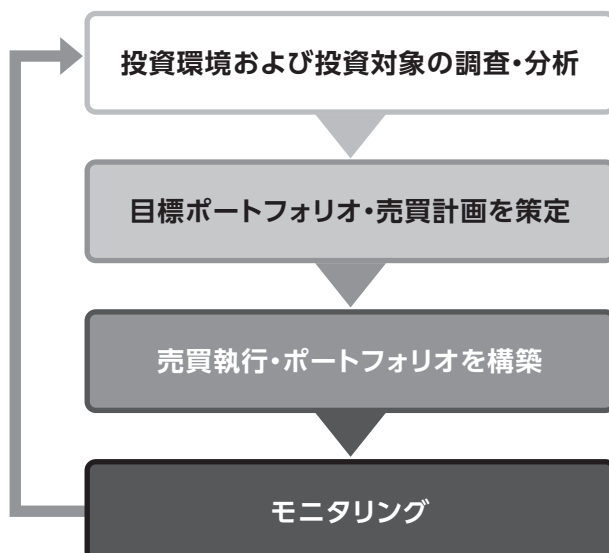 投資環境および投資対象の調査・分析
目標ポートフォリオ・売買計画を策定
売買執行・ポートフォリオを構築
モニタリング